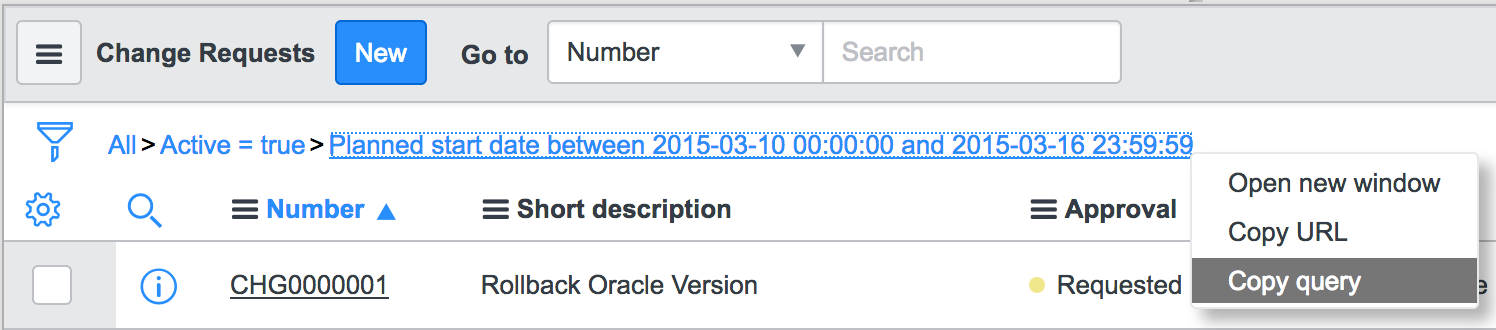 Change Requests New Go to Number Search
All > Active = true > Planned start date between 2015-03-10 00:00:00 and 2015-03-16 23:59:59
Open new window
Number Short description Approval
Copy URL
CHG0000001 Rollback Oracle Version Requested
Copy query